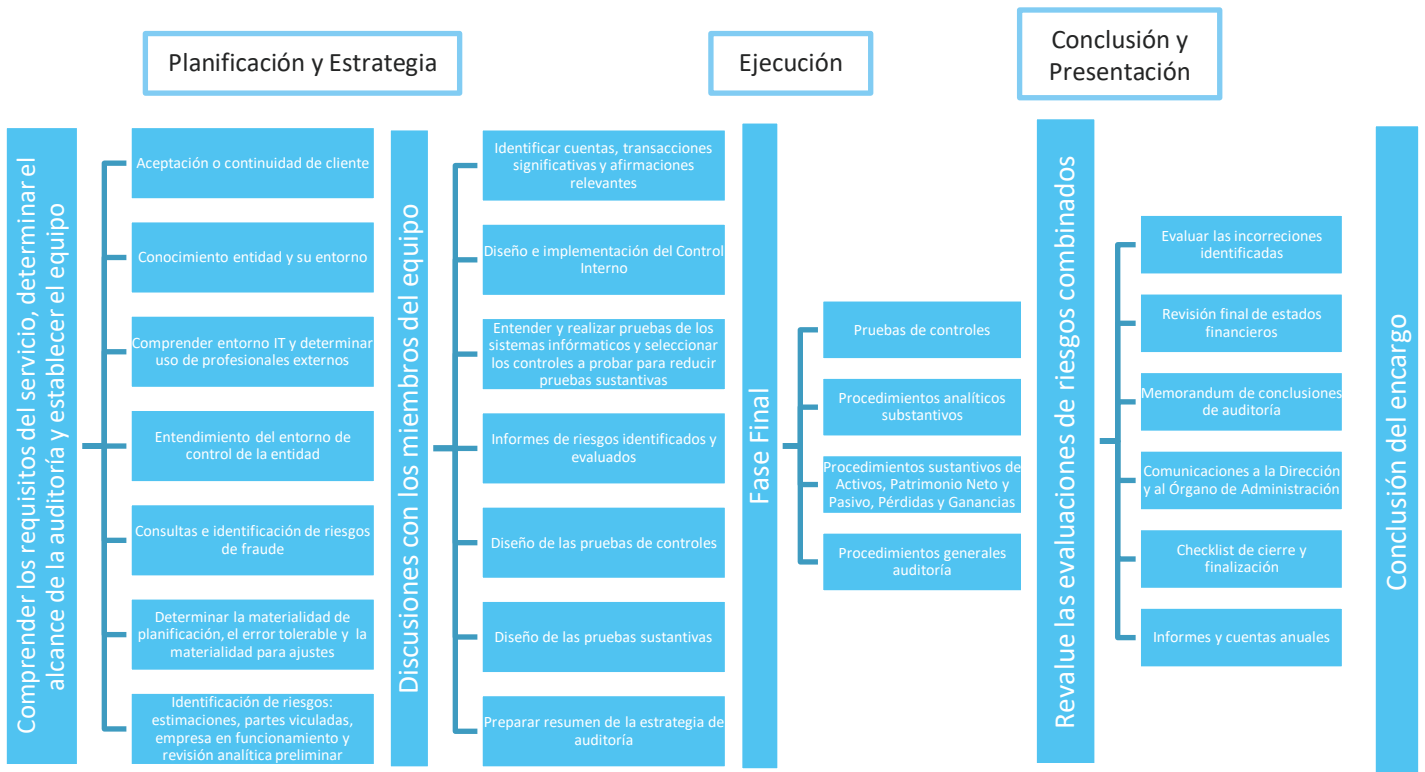 Planificación y Estrategia
Ejecución
Conclusión y
Presentación
Comprender los requisitos del servicio, determinar el
alcance de la auditoría y establecer el equipo
Aceptación o continuidad de cliente
Conocimiento entidad y su entorno
Comprender entorno IT y determinar
uso de profesionales externos
Entendimiento del entorno de
control de la entidad
Consultas e identificación de riesgos
de fraude
Determinar la materialidad de
planificación, el error tolerable y la
materialidad para ajustes
Identificación de riesgos:
estimaciones, partes viculadas,
empresa en funcionamiento y
revisión analítica preliminar
Discusiones con los miembros del equipo
Identificar cuentas, transacciones
significativas y afirmaciones
relevantes
Diseño e implementación del Control
Interno
Entender y realizar pruebas de los
sistemas infórmaticos y seleccionar
los controles a probar para reducir
pruebas sustantivas
Informes de riesgos identificados y
evaluados
Diseño de las pruebas de controles
Diseño de las pruebas sustantivas
Preparar resumen de la estrategia de
auditoría
Fase Final
Pruebas de controles
Procedimientos analíticos
substantivos
Procedimientos sustantivos de
Activos, Patrimonio Neto y
Pasivo, Pérdidas y Ganancias
Procedimientos generales
auditoría
Revalue las evaluaciones de riesgos combinados
Evaluar las incorreciones
identificadas
Revisión final de estados
financieros
Memorandum de conclusiones
de auditoría
Comunicaciones a la Dirección
y al Órgano de Administración
Checklist de cierre y
finalización
Informes y cuentas anuales
Conclusión del encargo